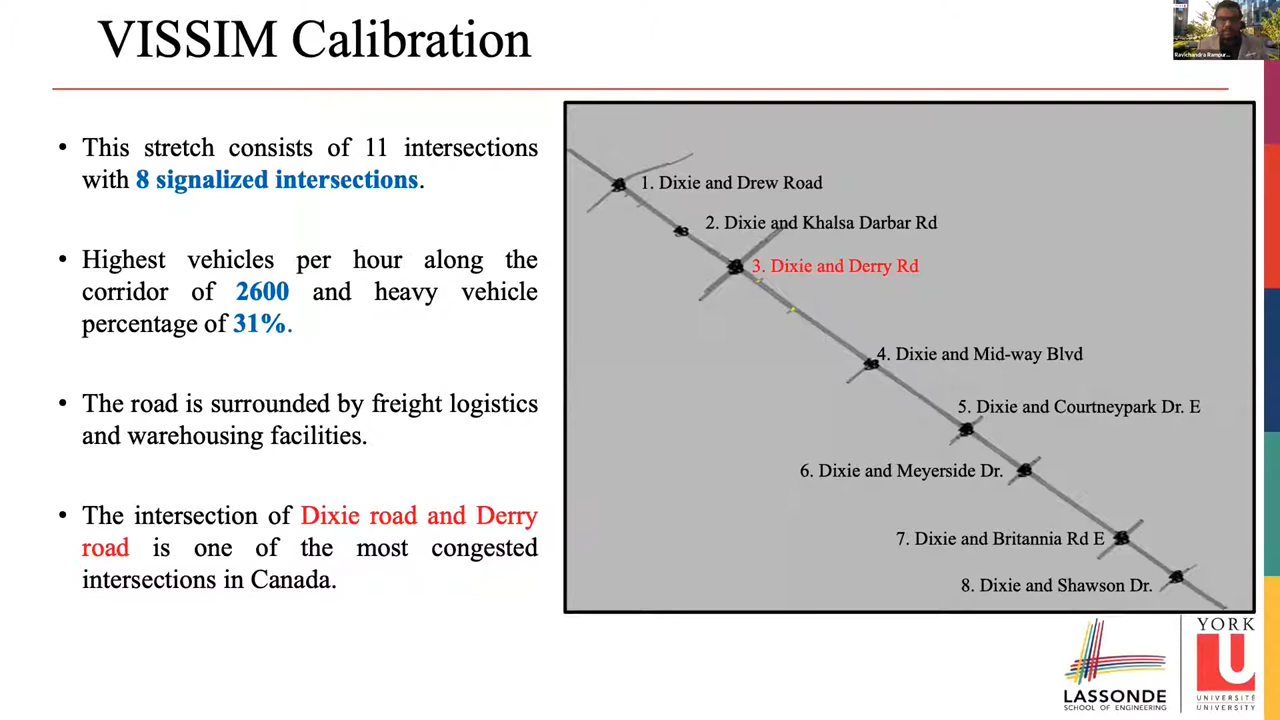 VISSIM Calibration
• This stretch consists of 11 intersections
with 8 signalized intersections.
• Highest vehicles per hour along the
corridor of 2600 and heavy vehicle
percentage of 31%.
• The road is surrounded by freight logistics
and warehousing facilities.
• The intersection of Dixie road and Derry
road is one of the most congested
intersections in Canada.
1. Dixie and Drew Road
2. Dixie and Khalsa Darbar Rd
3. Dixie and Derry Rd
4. Dixie and Mid-way Blvd
5. Dixie and Courtneypark Dr. E
6. Dixie and Meyerside Dr.
7. Dixie and Britannia Rd E
8. Dixie and Shawson Dr.
Ravichandra Rampur...
LASSONDE
SCHOOL OF ENGINEERING
YORK
U
UNIVERSITÉ
UNIVERSITY